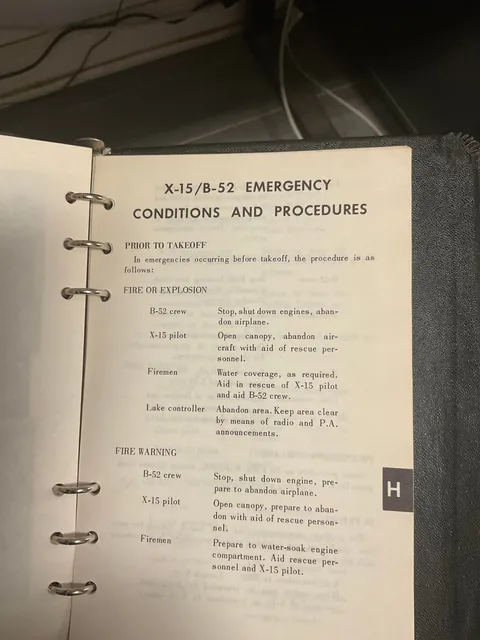 X-15/B-52 EMERGENCY
CONDITIONS AND PROCEDURES
PRIOR TO TAKEOFF
In emergencies occurring before takeoff, the procedure is as
follows:
FIRE OR EXPLOSION
B-52 crew Stop, shut down engines, aban-
don airplane.
X-15 pilot Open canopy, abandon air-
craft with aid of rescue per-
sonnel.
Firemen Water coverage, as required.
Aid in rescue of X-15 pilot
and aid B-52 crew.
Lake controller Abandon area. Keep area clear
by means of radio and P.A.
announcements.
FIRE WARNING
B-52 crew Stop, shut down engine, pre-
pare to abandon airplane.
X-15 pilot Open canopy, prepare to aban-
don with aid of rescue person-
nel.
Firemen Prepare to water-soak engine
compartment. Aid rescue per-
sonnel and X-15 pilot.
H